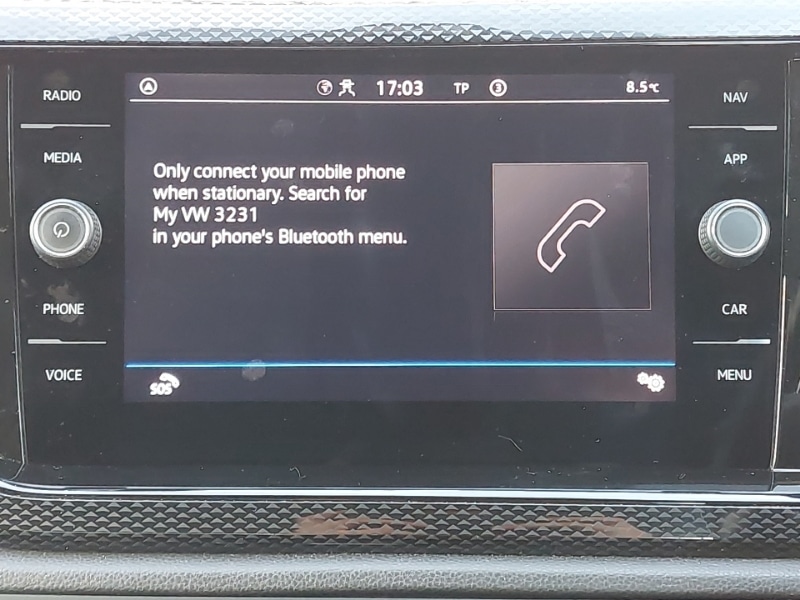 RADIO
MEDIA
PHONE
VOICE
17:03 TP 3 8.5°C
Only connect your mobile phone
when stationary. Search for
My VW 3231
in your phone's Bluetooth menu.
SOS
NAV
APP
CAR
MENU